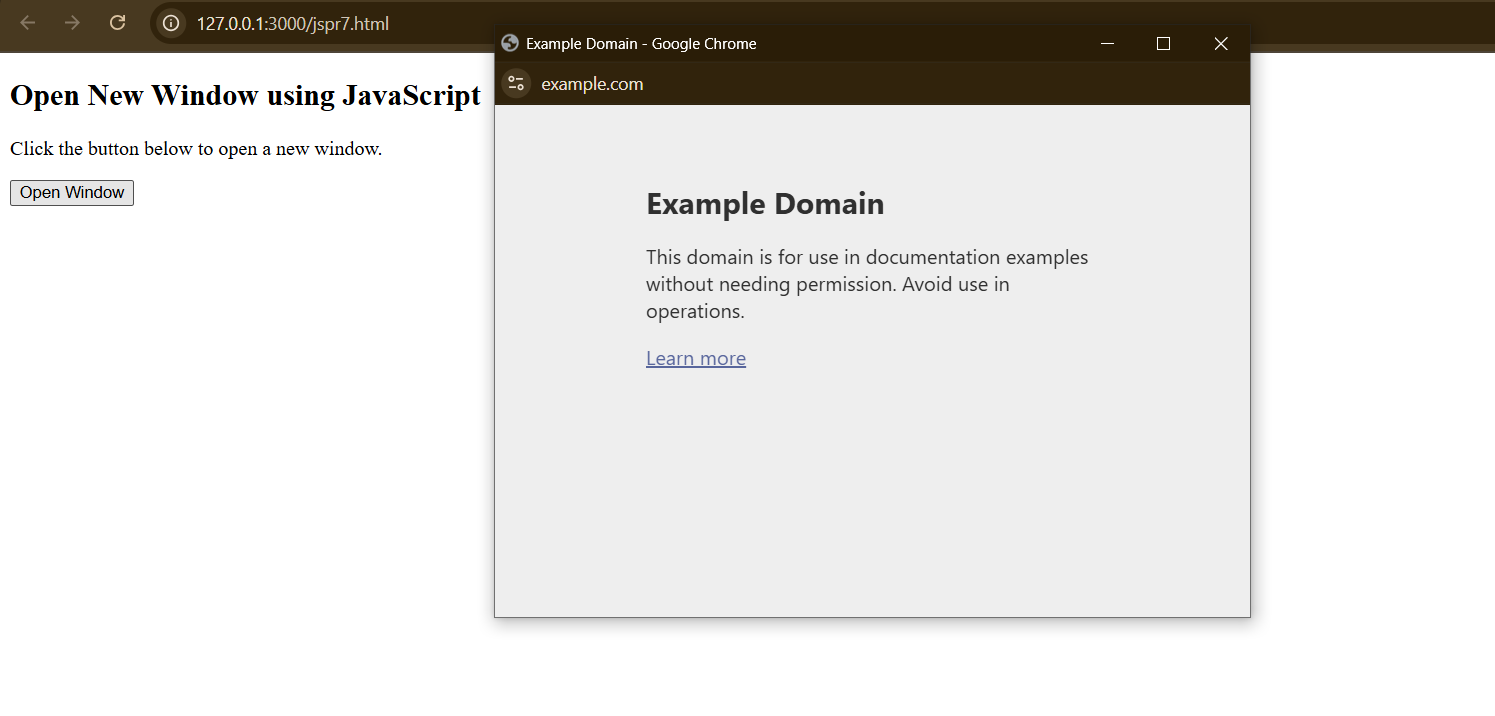 127.0.0.1:3000/jspr7.html
Open New Window using JavaScript
Click the button below to open a new window.
Open Window
Example Domain - Google Chrome
example.com
Example Domain
This domain is for use in documentation examples
without needing permission. Avoid use in
operations.
Learn more